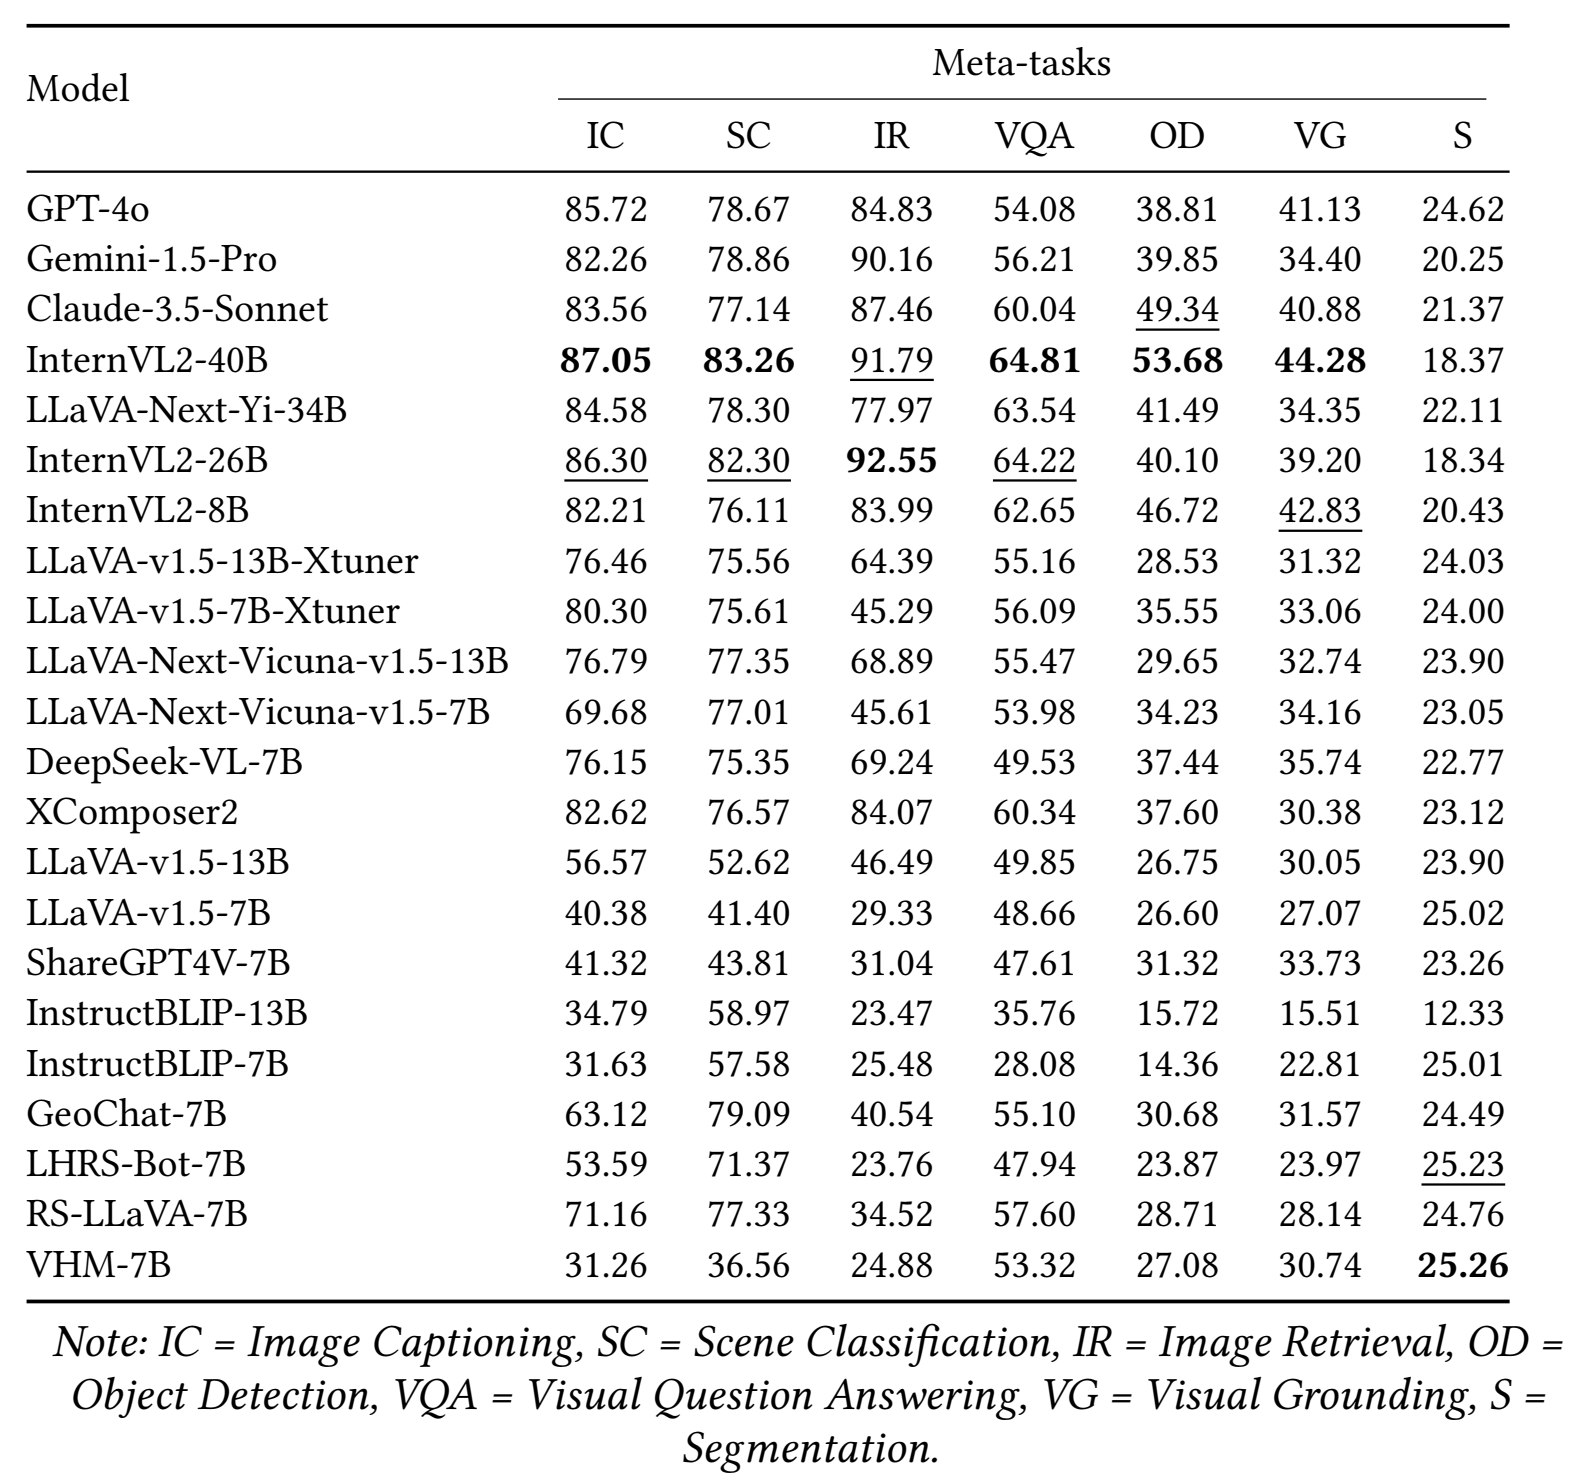 Meta-tasks
Model
IC SC IR VQA OD VG S
GPT-4o 85.72 78.67 84.83 54.08 38.81 41.13 24.62
Gemini-1.5-Pro 82.26 78.86 90.16 56.21 39.85 34.40 20.25
Claude-3.5-Sonnet 83.56 77.14 87.46 60.04 49.34 40.88 21.37
InternVL2-40B 87.05 83.26 91.79 64.81 53.68 44.28 18.37
LLaVA-Next-Yi-34B 84.58 78.30 77.97 63.54 41.49 34.35 22.11
InternVL2-26B 86.30 82.30 92.55 64.22 40.10 39.20 18.34
InternVL2-8B 82.21 76.11 83.99 62.65 46.72 42.83 20.43
LLaVA-v1.5-13B-Xtuner 76.46 75.56 64.39 55.16 28.53 31.32 24.03
LLaVA-v1.5-7B-Xtuner 80.30 75.61 45.29 56.09 35.55 33.06 24.00
LLaVA-Next-Vicuna-v1.5-13B 76.79 77.35 68.89 55.47 29.65 32.74 23.90
LLaVA-Next-Vicuna-v1.5-7B 69.68 77.01 45.61 53.98 34.23 34.16 23.05
DeepSeek-VL-7B 76.15 75.35 69.24 49.53 37.44 35.74 22.77
XComposer2 82.62 76.57 84.07 60.34 37.60 30.38 23.12
LLaVA-v1.5-13B 56.57 52.62 46.49 49.85 26.75 30.05 23.90
LLaVA-v1.5-7B 40.38 41.40 29.33 48.66 26.60 27.07 25.02
ShareGPT4V-7B 41.32 43.81 31.04 47.61 31.32 33.73 23.26
InstructBLIP-13B 34.79 58.97 23.47 35.76 15.72 15.51 12.33
InstructBLIP-7B 31.63 57.58 25.48 28.08 14.36 22.81 25.01
GeoChat-7B 63.12 79.09 40.54 55.10 30.68 31.57 24.49
LHRS-Bot-7B 53.59 71.37 23.76 47.94 23.87 23.97 25.23
RS-LLaVA-7B 71.16 77.33 34.52 57.60 28.71 28.14 24.76
VHM-7B 31.26 36.56 24.88 53.32 27.08 30.74 25.26
Note: IC = Image Captioning, SC = Scene Classification, IR = Image Retrieval, OD =
Object Detection, VQA = Visual Question Answering, VG = Visual Grounding, S =
Segmentation.